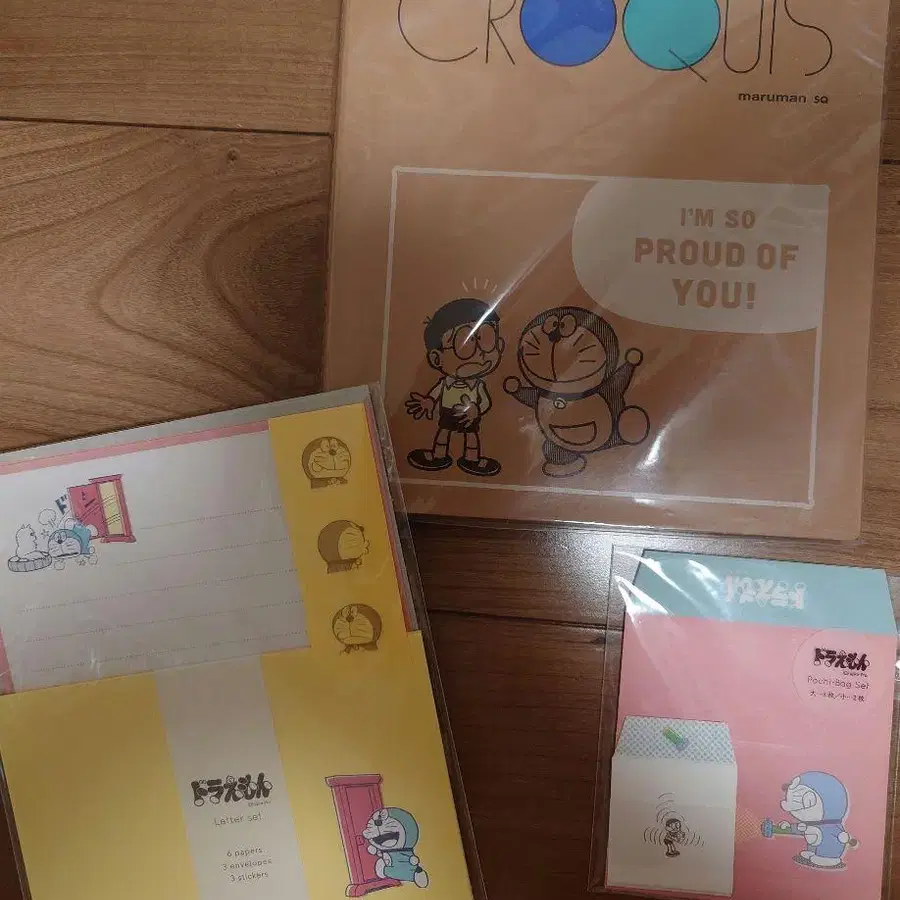 CROQUIS
maruman SQ
I'M SO
PROUD OF
YOU!
ドラえもん
Letter set
6 papers
3 envelopes
3 stickers
ドラえもん
ドラえもん
Pochi-Bag Set